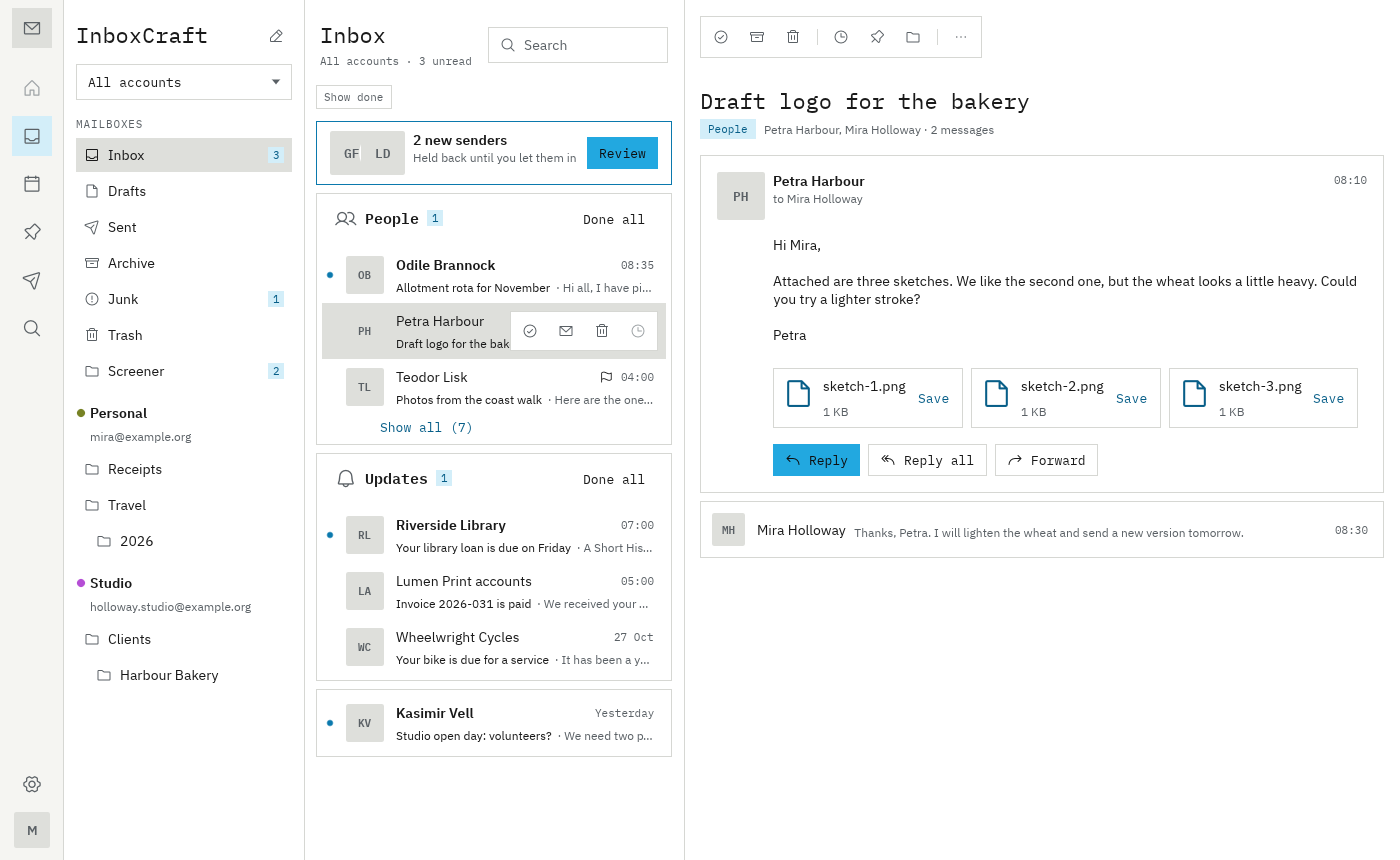 InboxCraft
All accounts
MAILBOXES
Inbox 3
Drafts
Sent
Archive
Junk 1
Trash
Screener 2
Personal
mira@example.org
Receipts
Travel
2026
Studio
holloway.studio@example.org
Clients
Harbour Bakery
M
Inbox
All accounts · 3 unread
Search
Show done
GF LD
2 new senders
Held back until you let them in
Review
People 1 Done all
OB
Odile Brannock 08:35
Allotment rota for November · Hi all, I have pi…
PH
Petra Harbour
Draft logo for the bak
TL
Teodor Lisk 04:00
Photos from the coast walk · Here are the one…
Show all (7)
Updates 1 Done all
RL
Riverside Library 07:00
Your library loan is due on Friday · A Short His…
LA
Lumen Print accounts 05:00
Invoice 2026-031 is paid · We received your …
WC
Wheelwright Cycles 27 Oct
Your bike is due for a service · It has been a y…
KV
Kasimir Vell Yesterday
Studio open day: volunteers? · We need two p…
Draft logo for the bakery
People Petra Harbour, Mira Holloway · 2 messages
PH
Petra Harbour 08:10
to Mira Holloway
Hi Mira,
Attached are three sketches. We like the second one, but the wheat looks a little heavy. Could
you try a lighter stroke?
Petra
sketch-1.png
1 KB
Save
sketch-2.png
1 KB
Save
sketch-3.png
1 KB
Save
Reply Reply all Forward
MH Mira Holloway Thanks, Petra. I will lighten the wheat and send a new version tomorrow. 08:30